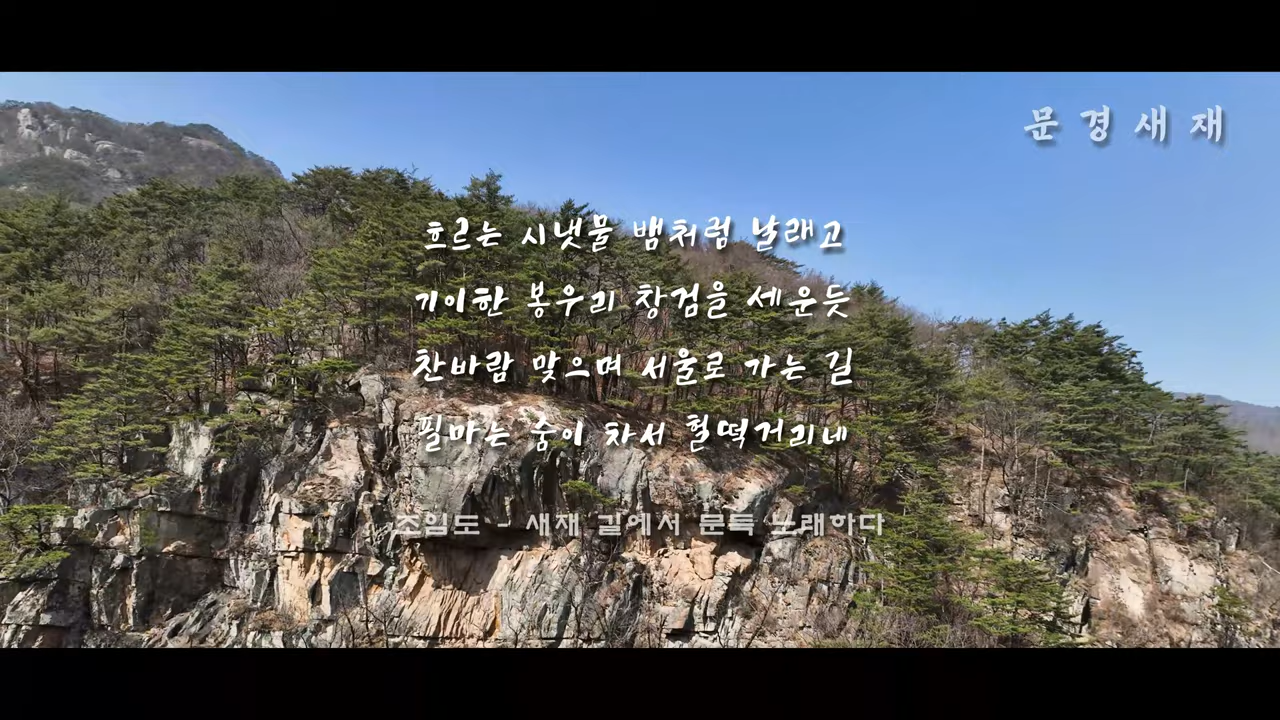 문경새재
흐르는 시냇물 뱀처럼 날래고
기이한 봉우리 창검을 세운듯
찬바람 맞으며 서울로 가는 길
필마는 숨이 차서 헐떡거리네
조임도 - 새재 길에서 문득 노래하다